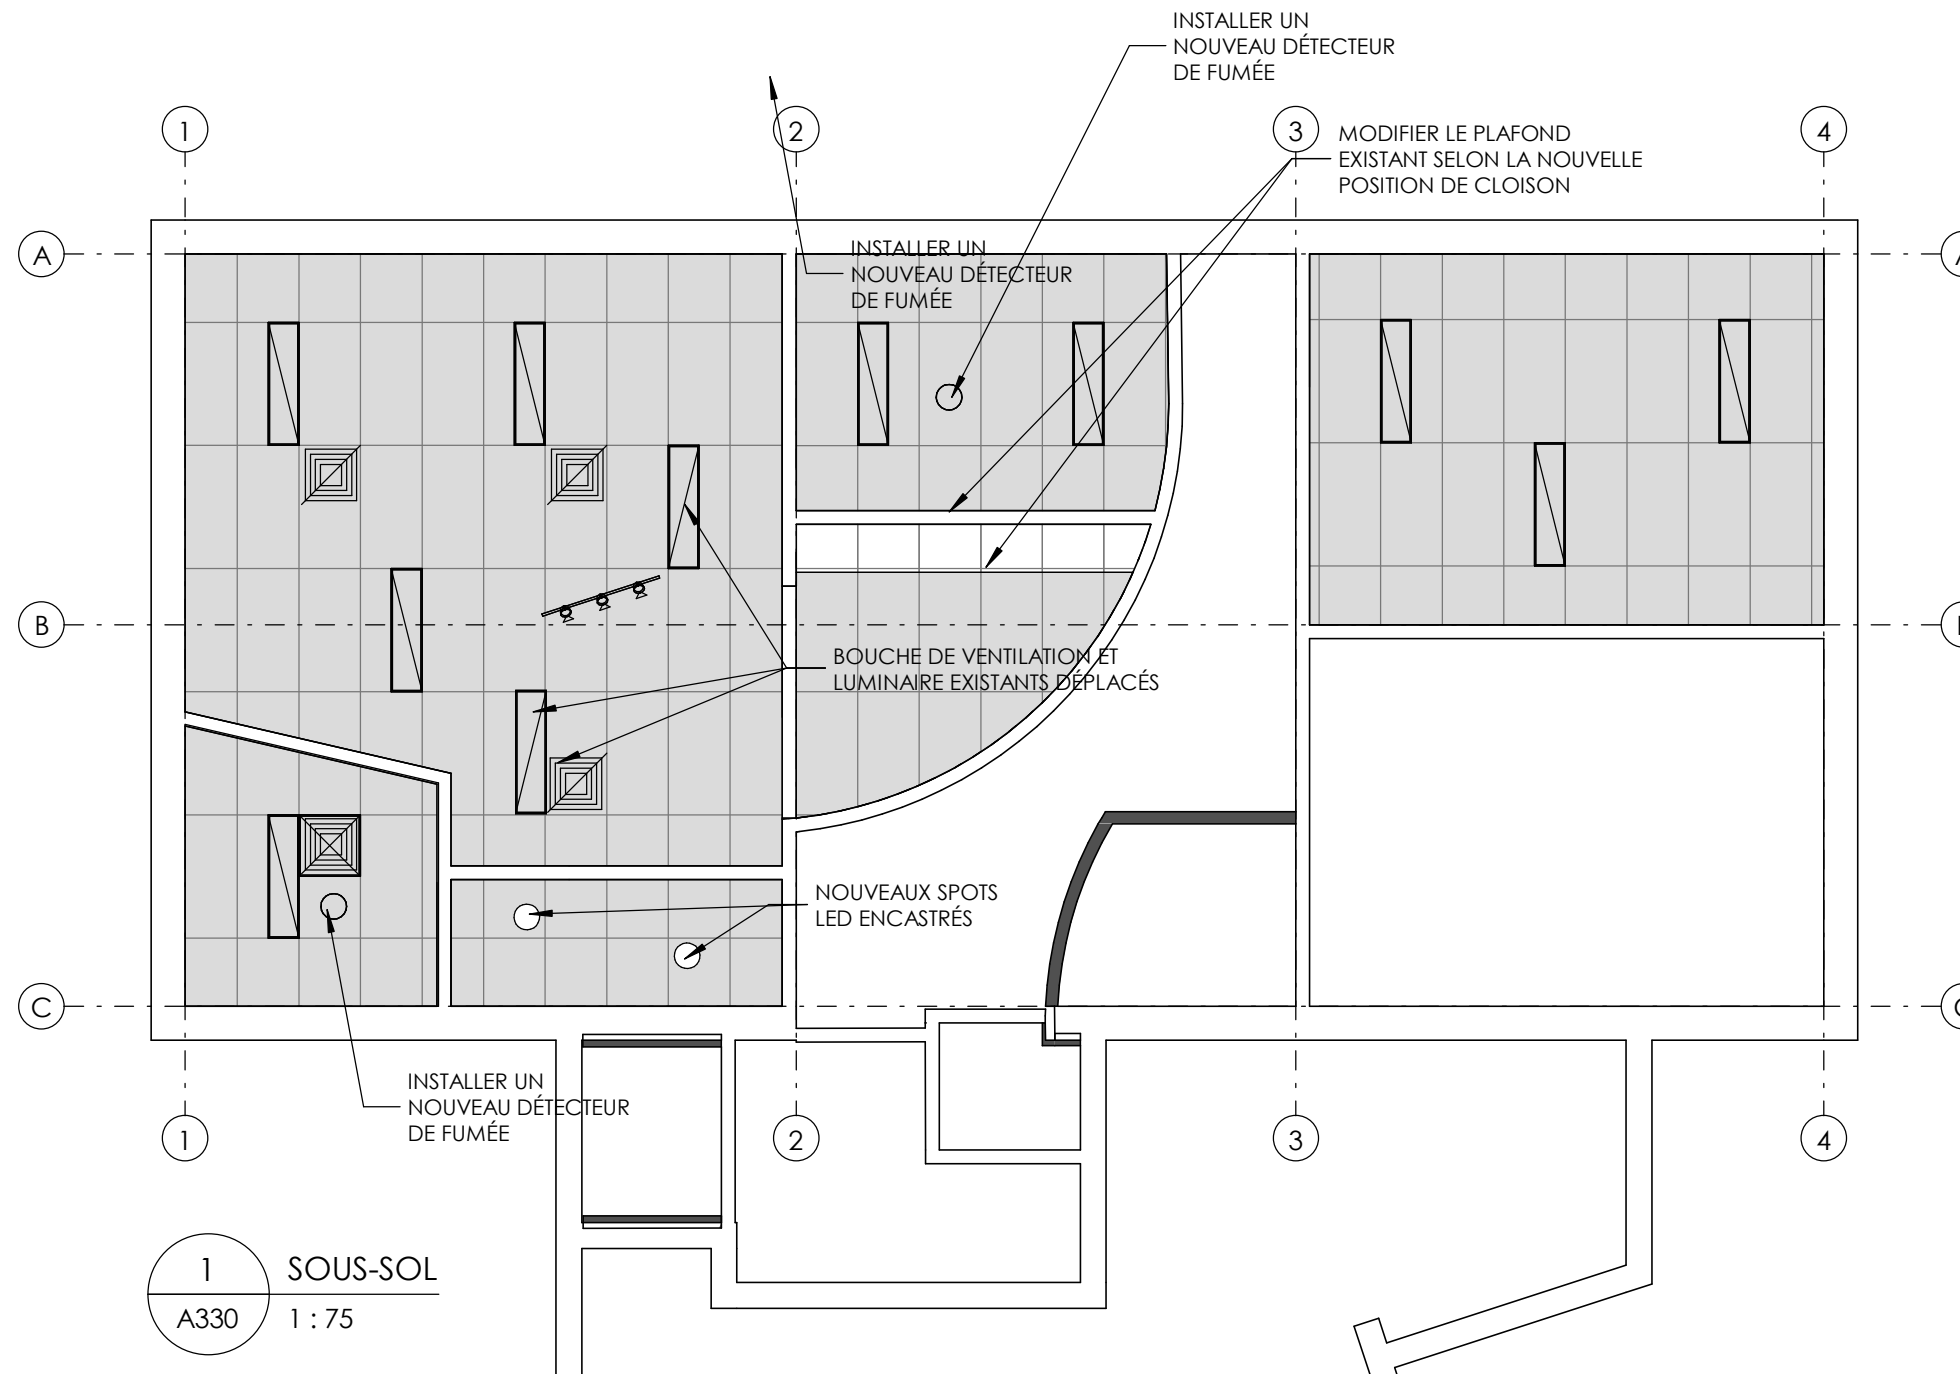 INSTALLER UN
NOUVEAU DÉTECTEUR
DE FUMÉE
1
2
3
4
MODIFIER LE PLAFOND
EXISTANT SELON LA NOUVELLE
POSITION DE CLOISON
A
INSTALLER UN
NOUVEAU DÉTECTEUR
DE FUMÉE
B
BOUCHE DE VENTILATION ET
LUMINAIRE EXISTANTS DÉPLACÉS
NOUVEAUX SPOTS
LED ENCASTRÉS
C
INSTALLER UN
NOUVEAU DÉTECTEUR
DE FUMÉE
1
2
3
4
1
SOUS-SOL
A330
1 : 75